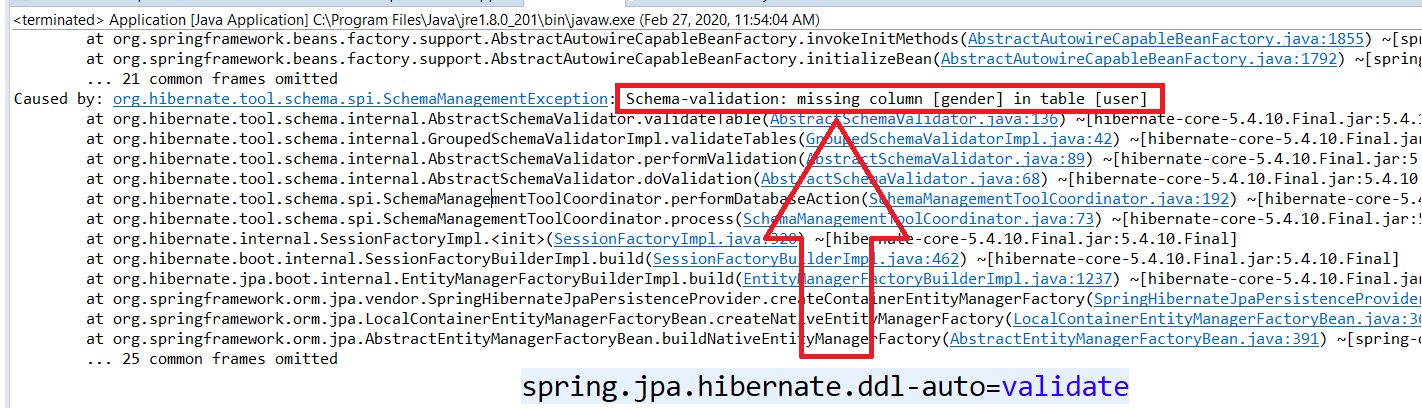 <terminated> Application [Java Application] C:\Program Files\Java\jre1.8.0_201\bin\javaw.exe (Feb 27, 2020, 11:54:04 AM)
at org.springframework.beans.factory.support.AbstractAutowireCapableBeanFactory.invokeInitMethods(AbstractAutowireCapableBeanFactory.java:1855) ~[spr
at org.springframework.beans.factory.support.AbstractAutowireCapableBeanFactory.initializeBean(AbstractAutowireCapableBeanFactory.java:1792) ~[spring
... 21 common frames omitted
Caused by: org.hibernate.tool.schema.spi.SchemaManagementException: Schema-validation: missing column [gender] in table [user]
at org.hibernate.tool.schema.internal.AbstractSchemaValidator.validateTable(AbstractSchemaValidator.java:136) ~[hibernate-core-5.4.10.Final.jar:5.4.1
at org.hibernate.tool.schema.internal.GroupedSchemaValidatorImpl.validateTables(GroupedSchemaValidatorImpl.java:42) ~[hibernate-core-5.4.10.Final.jar
at org.hibernate.tool.schema.internal.AbstractSchemaValidator.performValidation(AbstractSchemaValidator.java:89) ~[hibernate-core-5.4.10.Final.jar:5.
at org.hibernate.tool.schema.internal.AbstractSchemaValidator.doValidation(AbstractSchemaValidator.java:68) ~[hibernate-core-5.4.10.Final.jar:5.4.10
at org.hibernate.tool.schema.spi.SchemaManagementToolCoordinator.performDatabaseAction(SchemaManagementToolCoordinator.java:192) ~[hibernate-core-5.4
at org.hibernate.tool.schema.spi.SchemaManagementToolCoordinator.process(SchemaManagementToolCoordinator.java:73) ~[hibernate-core-5.4.10.Final.jar:5
at org.hibernate.internal.SessionFactoryImpl.<init>(SessionFactoryImpl.java:320) ~[hibernate-core-5.4.10.Final.jar:5.4.10.Final]
at org.hibernate.boot.internal.SessionFactoryBuilderImpl.build(SessionFactoryBuilderImpl.java:462) ~[hibernate-core-5.4.10.Final.jar:5.4.10.Final]
at org.hibernate.jpa.boot.internal.EntityManagerFactoryBuilderImpl.build(EntityManagerFactoryBuilderImpl.java:1237) ~[hibernate-core-5.4.10.Final.jar
at org.springframework.orm.jpa.vendor.SpringHibernateJpaPersistenceProvider.createContainerEntityManagerFactory(SpringHibernateJpaPersistenceProvider
at org.springframework.orm.jpa.LocalContainerEntityManagerFactoryBean.createNativeEntityManagerFactory(LocalContainerEntityManagerFactoryBean.java:36
at org.springframework.orm.jpa.AbstractEntityManagerFactoryBean.buildNativeEntityManagerFactory(AbstractEntityManagerFactoryBean.java:391) ~[spring-o
... 25 common frames omitted
spring.jpa.hibernate.ddl-auto=validate